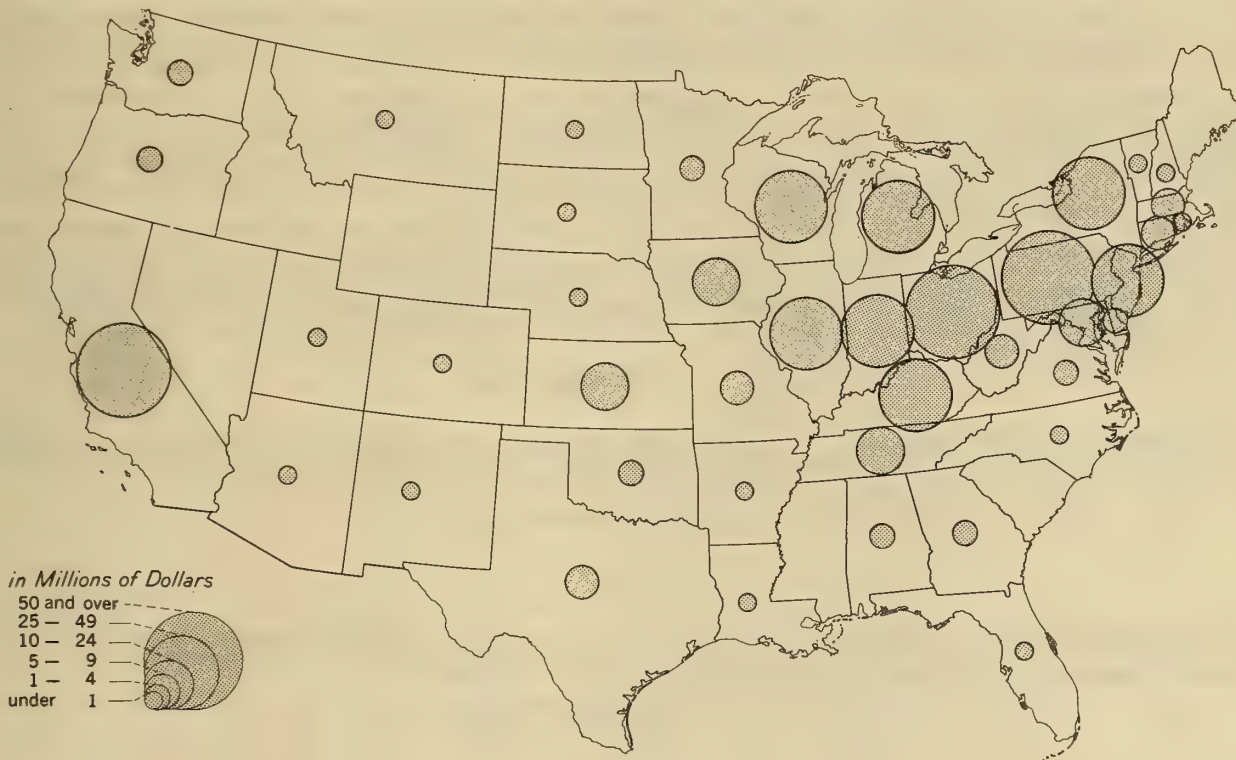 in Millions of Dollars
50 and over
25 – 49
10 – 24
5 – 9
1 – 4
under 1